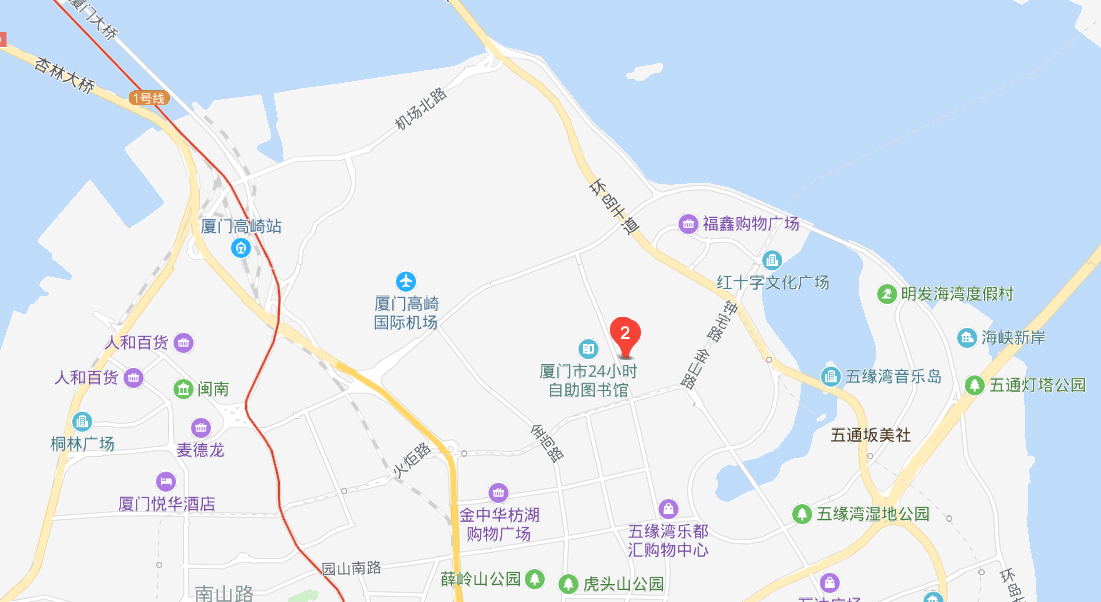 厦门大桥
杏林大桥
1号线
机场北路
环岛干道
厦门高崎站
福鑫购物广场
红十字文化广场
明发海湾度假村
厦门高崎
国际机场
钟宅路
金山路
2
海峡新岸
人和百货
人和百货
闽南
厦门市24小时
自助图书馆
五缘湾音乐岛
五通灯塔公园
桐林广场
麦德龙
金尚路
五通坂美社
火炬路
厦门悦华酒店
金中华枋湖
购物广场
五缘湾乐都
汇购物中心
五缘湾湿地公园
园山南路
薛岭山公园
虎头山公园
南山路
环岛